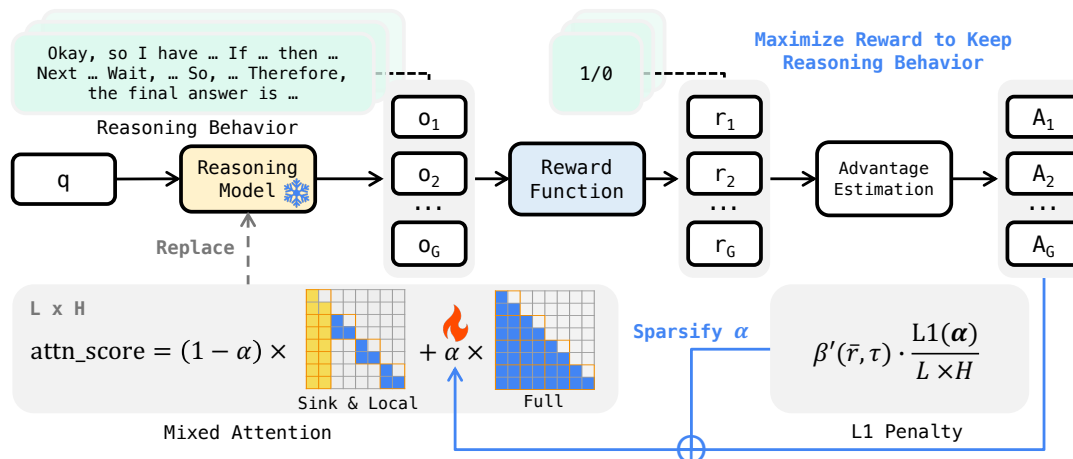 Okay, so I have … If … then …
Next … Wait, … So, … Therefore,
the final answer is …
Reasoning Behavior
1/0
Maximize Reward to Keep
Reasoning Behavior
q
Reasoning
Model
o1
o2
...
oG
Reward
Function
r1
r2
...
rG
Advantage
Estimation
A1
A2
...
AG
Replace
L x H
attn_score = (1 − α) ×
+ α ×
Sink & Local
Full
Mixed Attention
Sparsify α
β′(r̄, τ) · L1(α) / L × H
L1 Penalty